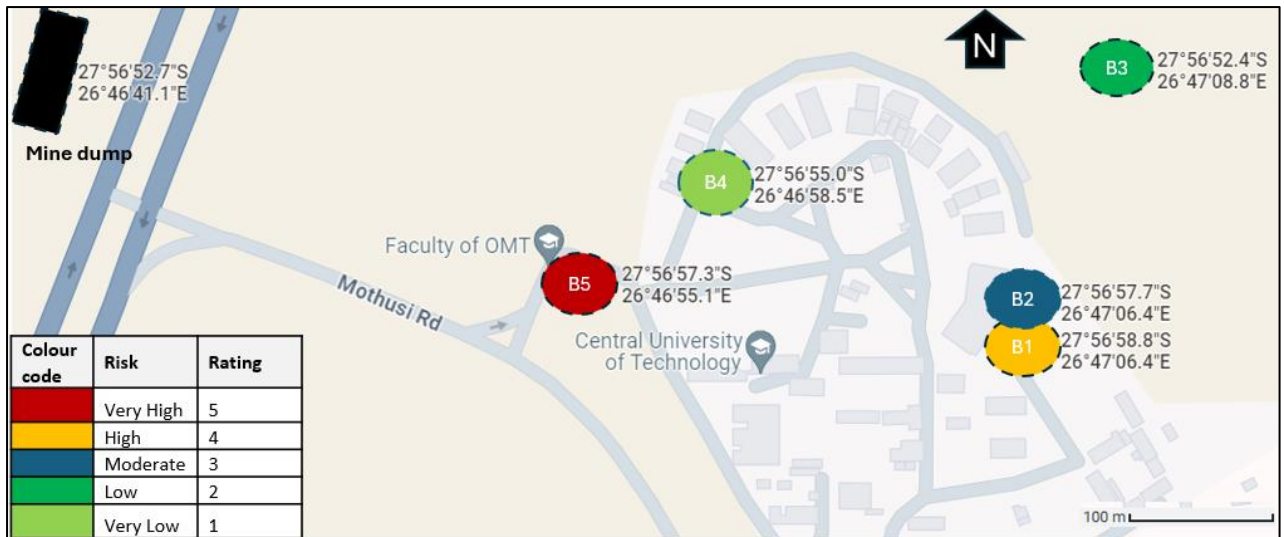 N
27°56'52.7"S
26°46'41.1"E
Mine dump
B3
27°56'52.4"S
26°47'08.8"E
B4
27°56'55.0"S
26°46'58.5"E
Faculty of OMT
B5
27°56'57.3"S
26°46'55.1"E
Mothusi Rd
B2
27°56'57.7"S
26°47'06.4"E
B1
27°56'58.8"S
26°47'06.4"E
Central University
of Technology
Colour code Risk Rating
Very High 5
High 4
Moderate 3
Low 2
Very Low 1
100 m